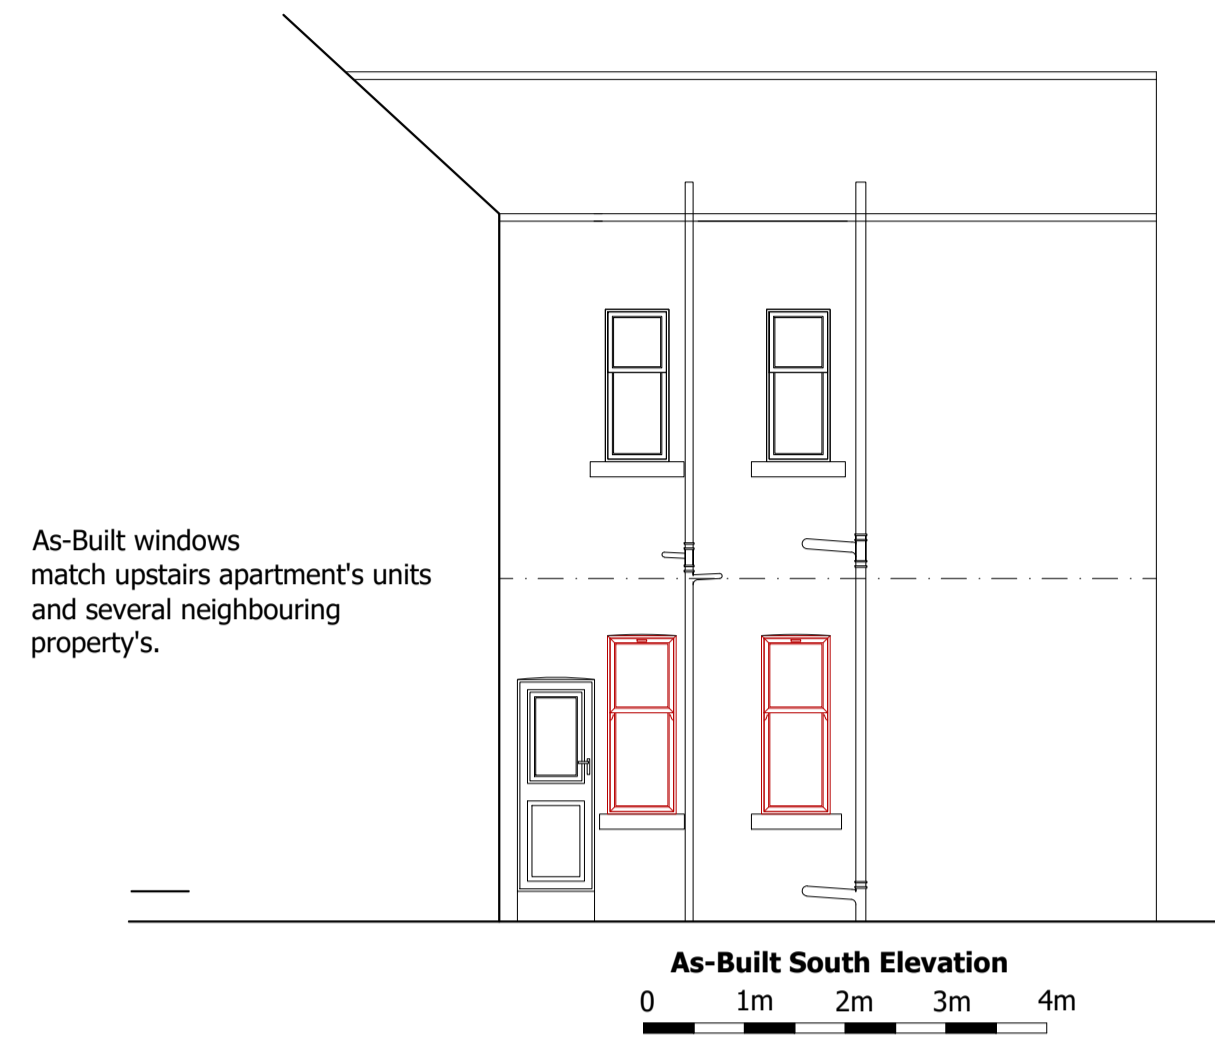 As-Built windows
match upstairs apartment's units
and several neighbouring
property's.
As-Built South Elevation
0 1m 2m 3m 4m